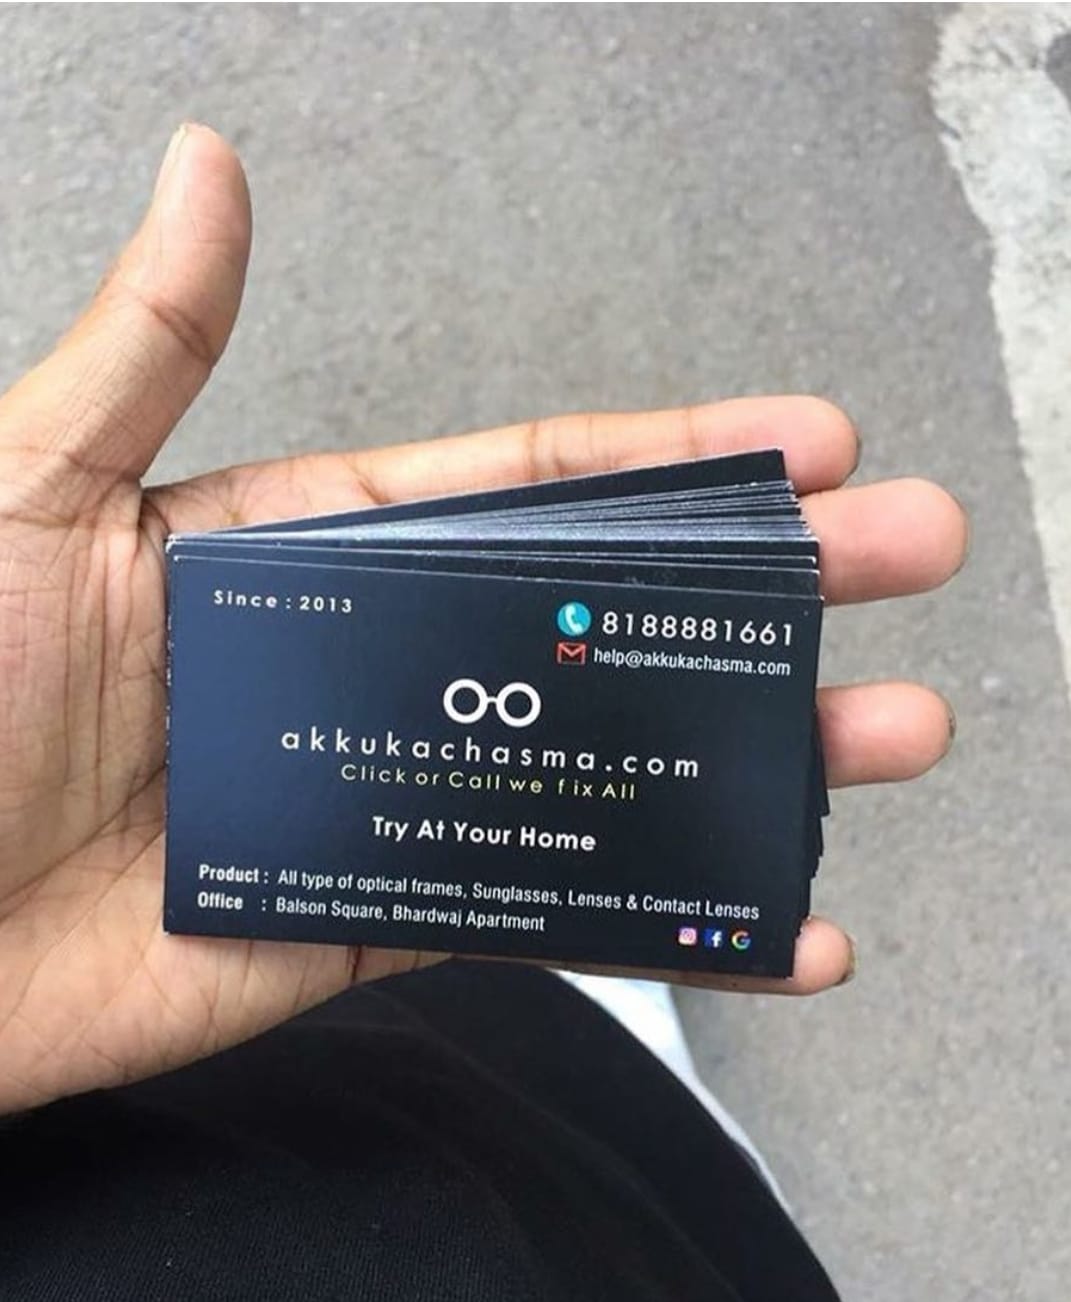 Since : 2013
8188881661
help@akkukachasma.com
akkukachasma.com
Click or Call we fix All
Try At Your Home
Product : All type of optical frames, Sunglasses, Lenses & Contact Lenses
Office : Balson Square, Bhardwaj Apartment